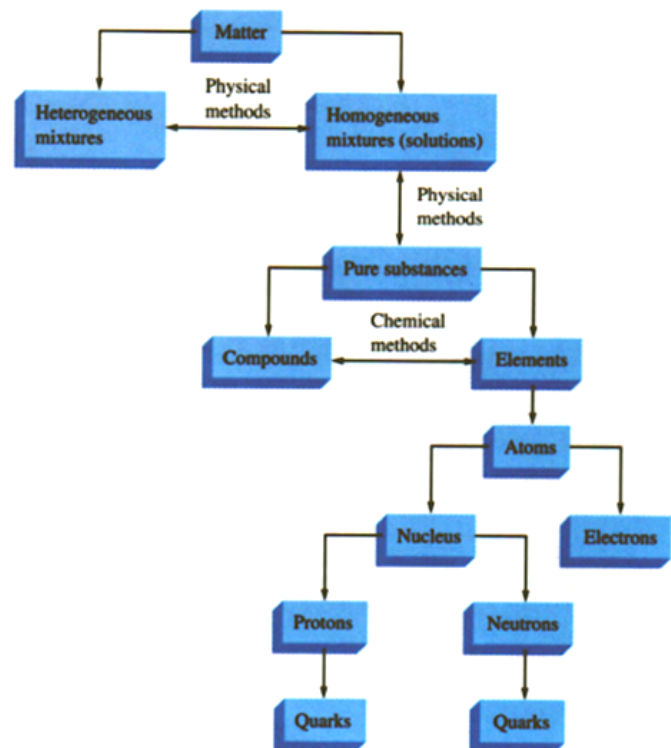 Matter
Physical
methods
Heterogeneous
mixtures
Homogeneous
mixtures (solutions)
Physical
methods
Pure substances
Chemical
methods
Compounds
Elements
Atoms
Nucleus
Electrons
Protons
Neutrons
Quarks
Quarks